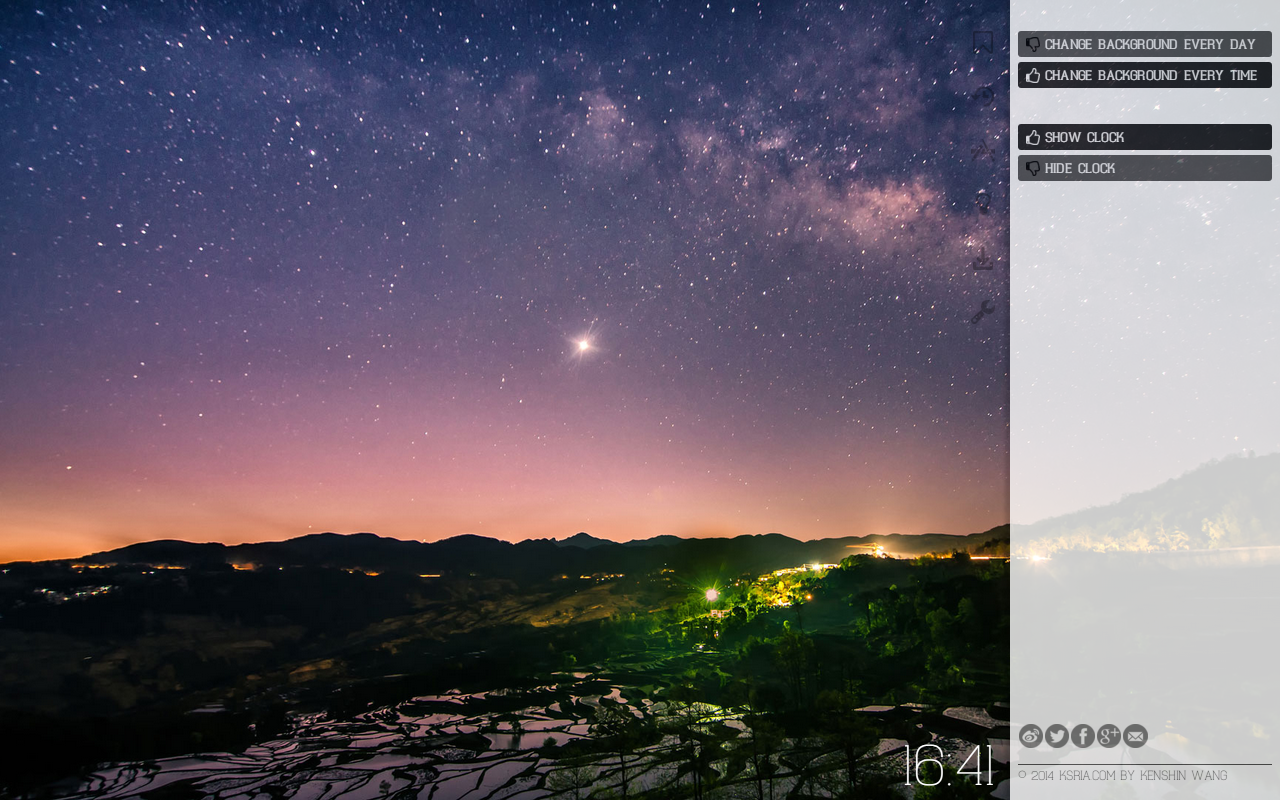 CHANGE BACKGROUND EVERY DAY
CHANGE BACKGROUND EVERY TIME
SHOW CLOCK
HIDE CLOCK
16:41
© 2014 KSRIA.COM BY KENSHIN WANG